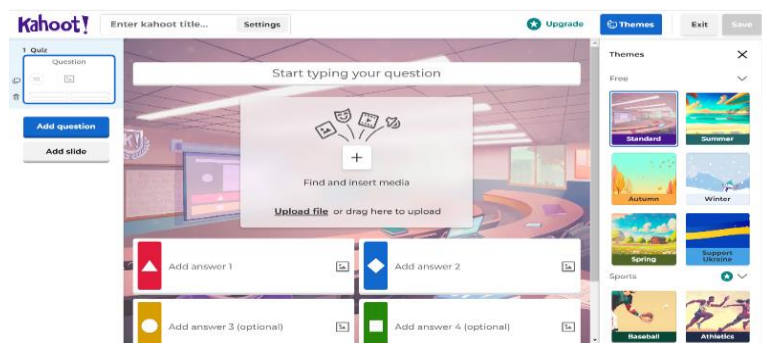 Kahoot!
Enter kahoot title...
Settings
Upgrade
Themes
Exit
Save
1 Quiz
Question
Add question
Add slide
Start typing your question
Find and insert media
Upload file or drag here to upload
Add answer 1
Add answer 2
Add answer 3 (optional)
Add answer 4 (optional)
Themes
Free
Standard
Summer
Autumn
Winter
Spring
Support
Ukraine
Sports
Baseball
Athletics